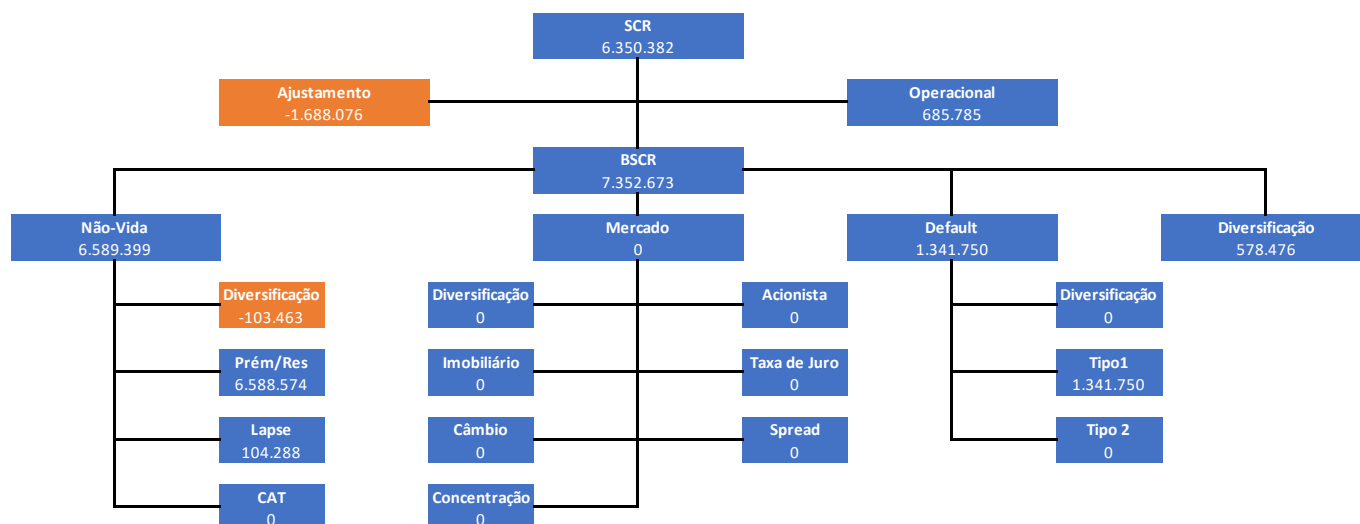 SCR
6.350.382
Ajustamento
-1.688.076
Operacional
685.785
BSCR
7.352.673
Não-Vida
6.589.399
Mercado
0
Default
1.341.750
Diversificação
578.476
Diversificação
-103.463
Diversificação
0
Acionista
0
Diversificação
0
Prém/Res
6.588.574
Imobiliário
0
Taxa de Juro
0
Tipo1
1.341.750
Lapse
104.288
Câmbio
0
Spread
0
Tipo 2
0
CAT
0
Concentração
0